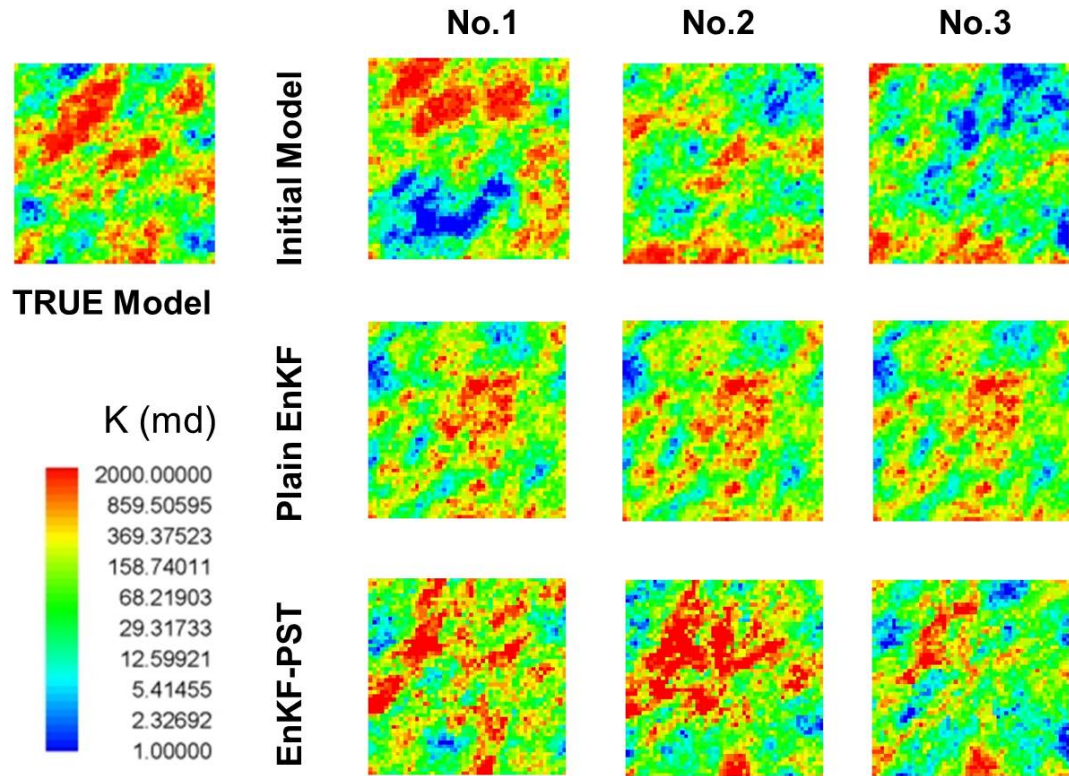 No.1
No.2
No.3
Initial Model
TRUE Model
Plain EnKF
K (md)
2000.00000
859.50595
369.37523
158.74011
68.21903
29.31733
12.59921
5.41455
2.32692
1.00000
EnKF-PST